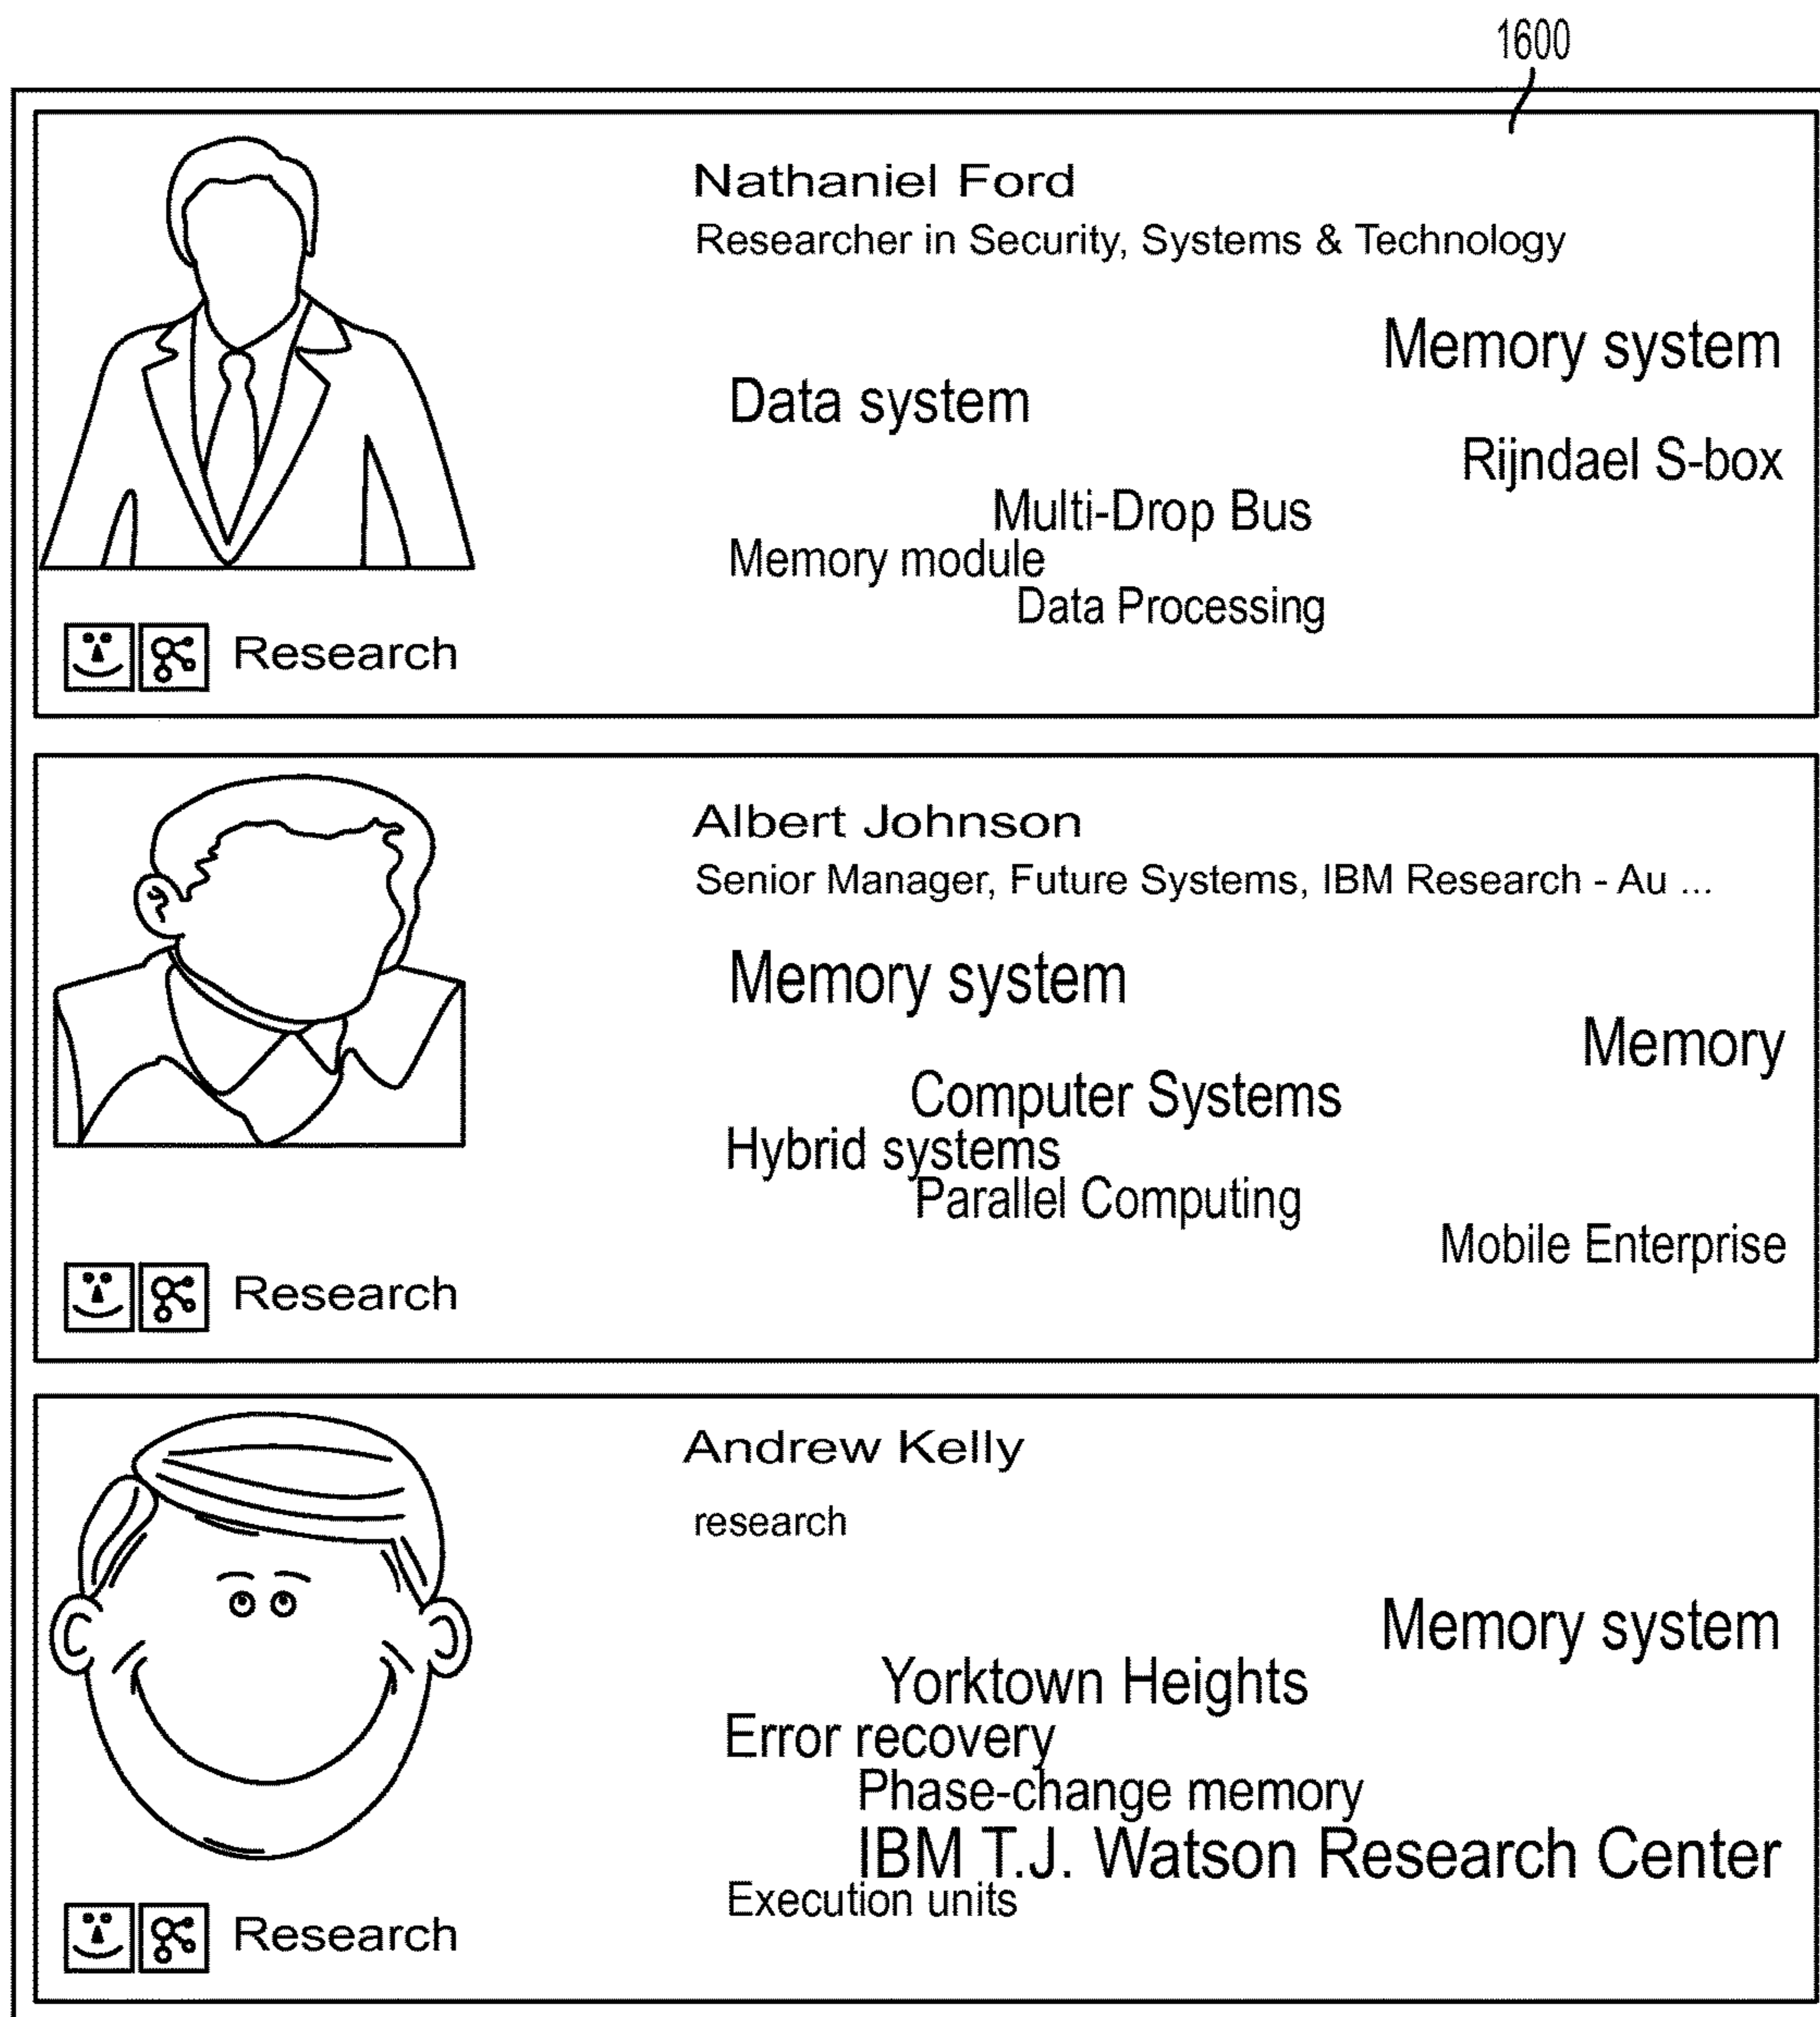 1600
Nathaniel Ford
Researcher in Security, Systems & Technology
Memory system
Data system
Rijndael S-box
Multi-Drop Bus
Memory module
Data Processing
Research
Albert Johnson
Senior Manager, Future Systems, IBM Research - Au ...
Memory system
Memory
Computer Systems
Hybrid systems
Parallel Computing
Mobile Enterprise
Research
Andrew Kelly
research
Memory system
Yorktown Heights
Error recovery
Phase-change memory
IBM T.J. Watson Research Center
Execution units
Research